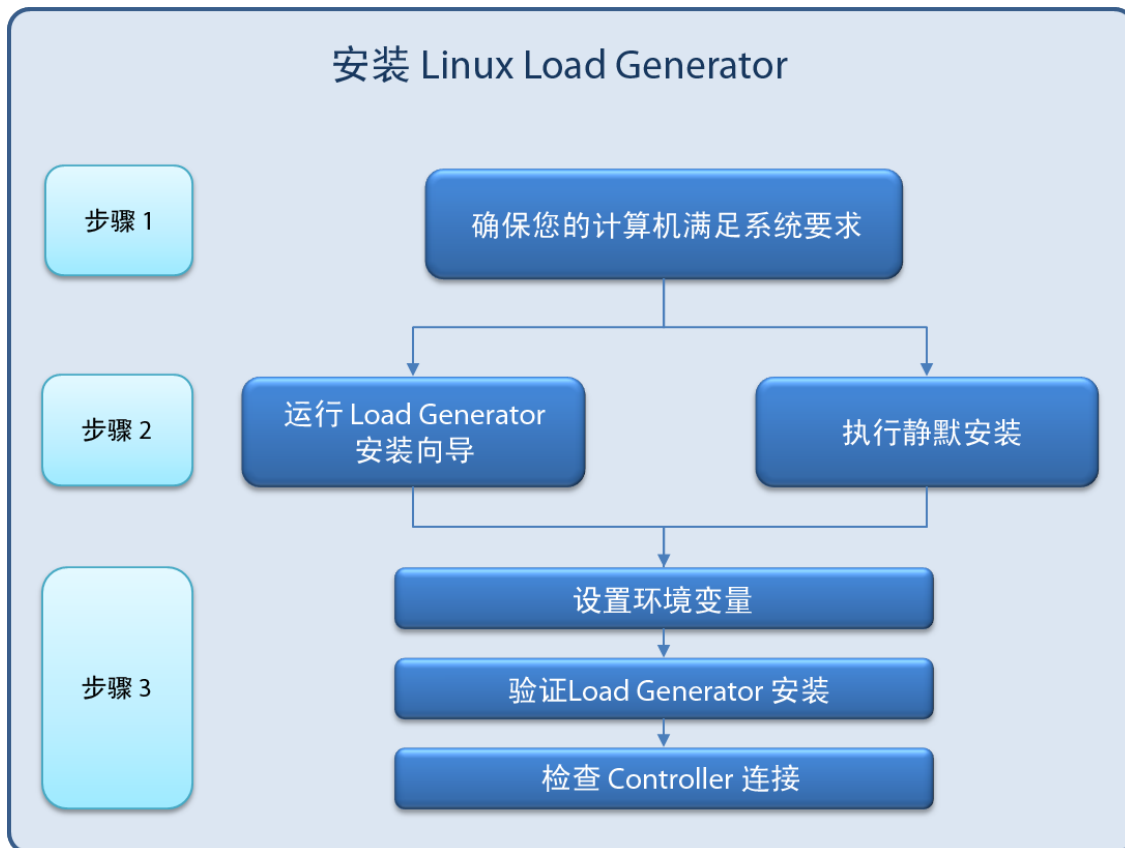 安装 Linux Load Generator
步骤 1
确保您的计算机满足系统要求
步骤 2
运行 Load Generator
安装向导
执行静默安装
步骤 3
设置环境变量
验证Load Generator 安装
检查 Controller 连接